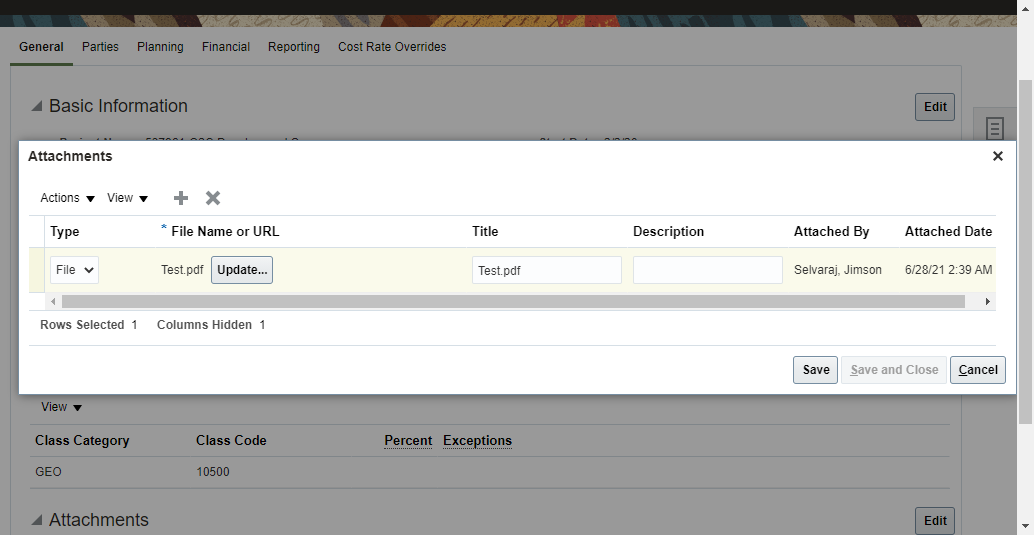 General Parties Planning Financial Reporting Cost Rate Overrides
Basic Information Edit
Attachments
Actions View
Type * File Name or URL Title Description Attached By Attached Date
File Test.pdf Update... Test.pdf Selvaraj, Jimson 6/28/21 2:39 AM
Rows Selected 1 Columns Hidden 1
Save Save and Close Cancel
View
Class Category Class Code Percent Exceptions
GEO 10500
Attachments Edit